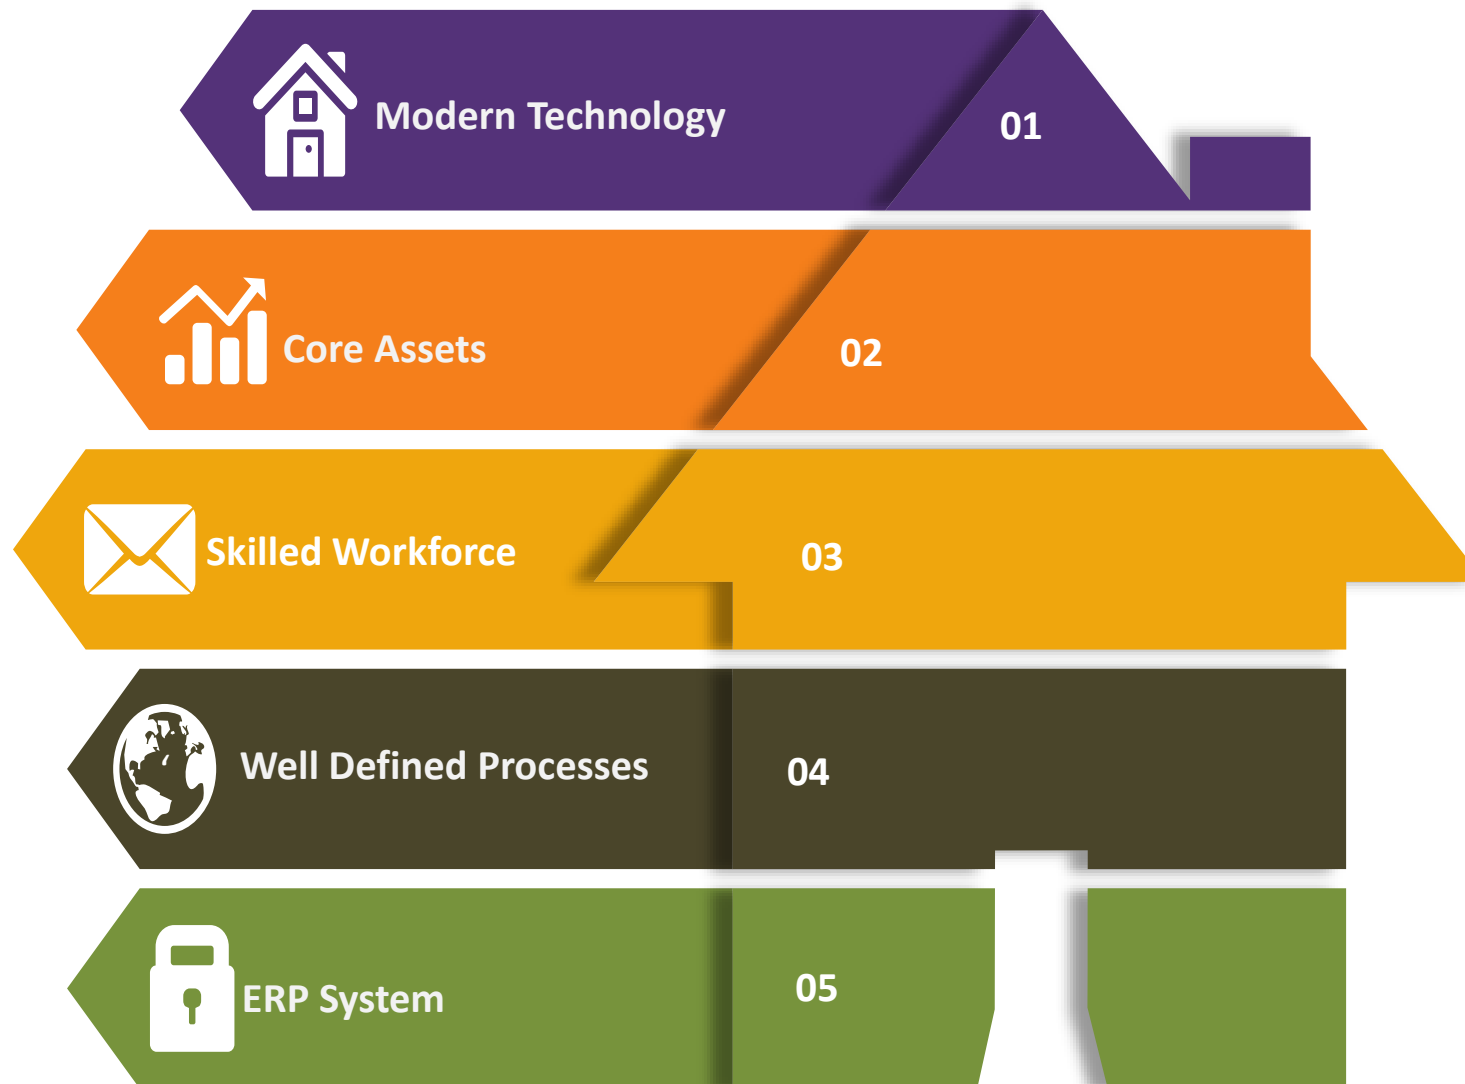 Modern Technology
01
Core Assets
02
Skilled Workforce
03
Well Defined Processes
04
ERP System
05